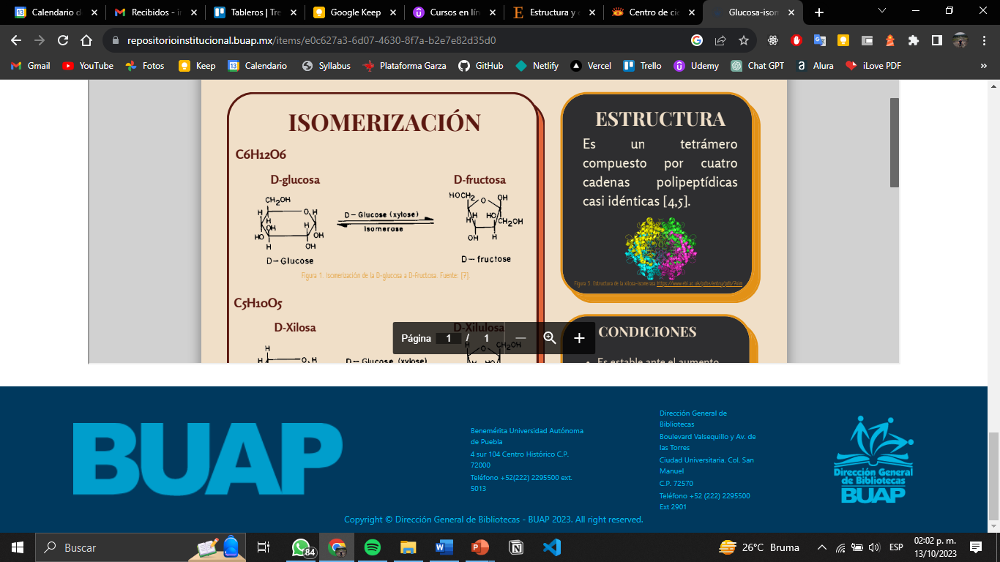 Calendario d
Recibidos - i
Tableros | Tre
Google Keep
Cursos en lín
Estructura y
Centro de cie
Glucosa-ison
repositorioinstitucional.buap.mx/items/e0c627a3-6d07-4630-8f7a-b2e7e82d35d0
Gmail
YouTube
Fotos
Keep
Calendario
Syllabus
Plataforma Garza
GitHub
Netlify
Vercel
Trello
Udemy
Chat GPT
Alura
iLove PDF
»
ISOMERIZACIÓN
C6H12O6
D-glucosa
D-fructosa
CH2OH
H
O
H
H
H
OH
H
HO
OH
H
OH
D-Glucose
D-Glucose (xylose)
Isomerase
HOCH2
O
OH
H
HO
CH2OH
OH
H
D-fructose
Figura 1. Isomerización de la D-glucosa a D-Fructosa. Fuente: [7]
C5H10O5
D-Xilosa
D-Xilulosa
H
H
O
H
D-Glucose (xylose)
H
O
CH2OH
H
HO
ESTRUCTURA
Es un tetrámero
compuesto por cuatro
cadenas polipeptídicas
casi idénticas [4,5].
Figura 3. Estructura de la xilosa-isomerasa
CONDICIONES
• Es estable ante el aumento
Página 1 / 1
BUAP
Benemérita Universidad Autónoma
de Puebla
4 sur 104 Centro Histórico C.P.
72000
Teléfono +52(222) 2295500 ext.
5013
Dirección General de
Bibliotecas
Boulevard Valsequillo y Av. de
las Torres
Ciudad Universitaria. Col. San
Manuel
C.P. 72570
Teléfono +52 (222) 2295500
Ext 2901
Dirección General
de Bibliotecas
BUAP
Copyright © Dirección General de Bibliotecas - BUAP 2023. All right reserved.
Buscar
84
26°C Bruma
ESP
02:02 p. m.
13/10/2023